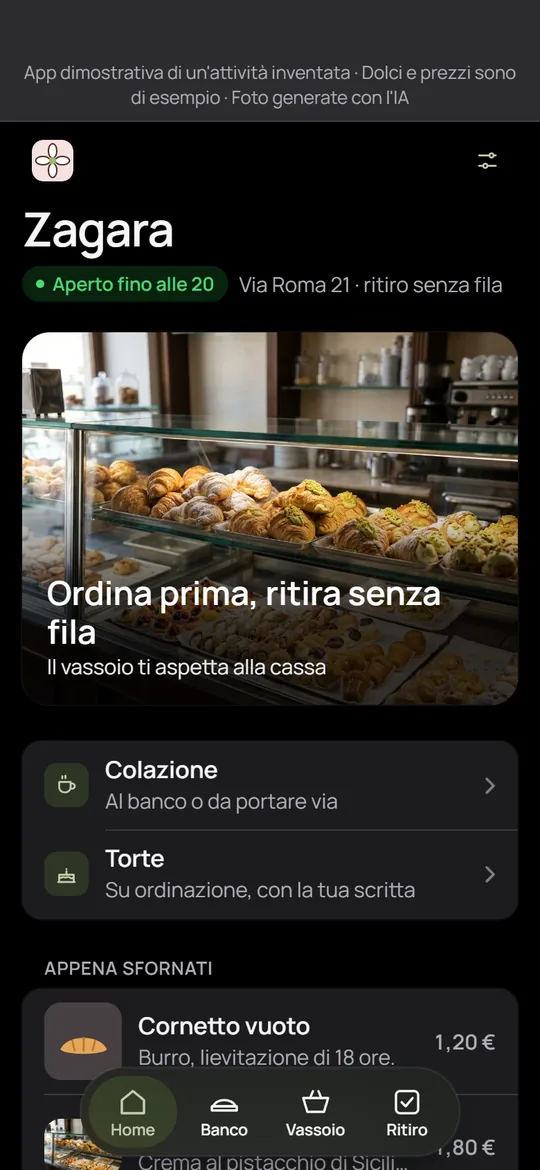 App dimostrativa di un'attività inventata · Dolci e prezzi sono
di esempio · Foto generate con l'IA
Zagara
Aperto fino alle 20
Via Roma 21 · ritiro senza fila
Ordina prima, ritira senza
fila
Il vassoio ti aspetta alla cassa
Colazione
Al banco o da portare via
Torte
Su ordinazione, con la tua scritta
APPENA SFORNATI
Cornetto vuoto
Burro, lievitazione di 18 ore.
1,20 €
Home
Banco
Vassoio
Ritiro
,80 €
Crema al pistacchio di Sicili...